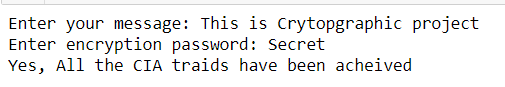 Enter your message: This is Crytopgraphic project
Enter encryption password: Secret
Yes, All the CIA traids have been acheived